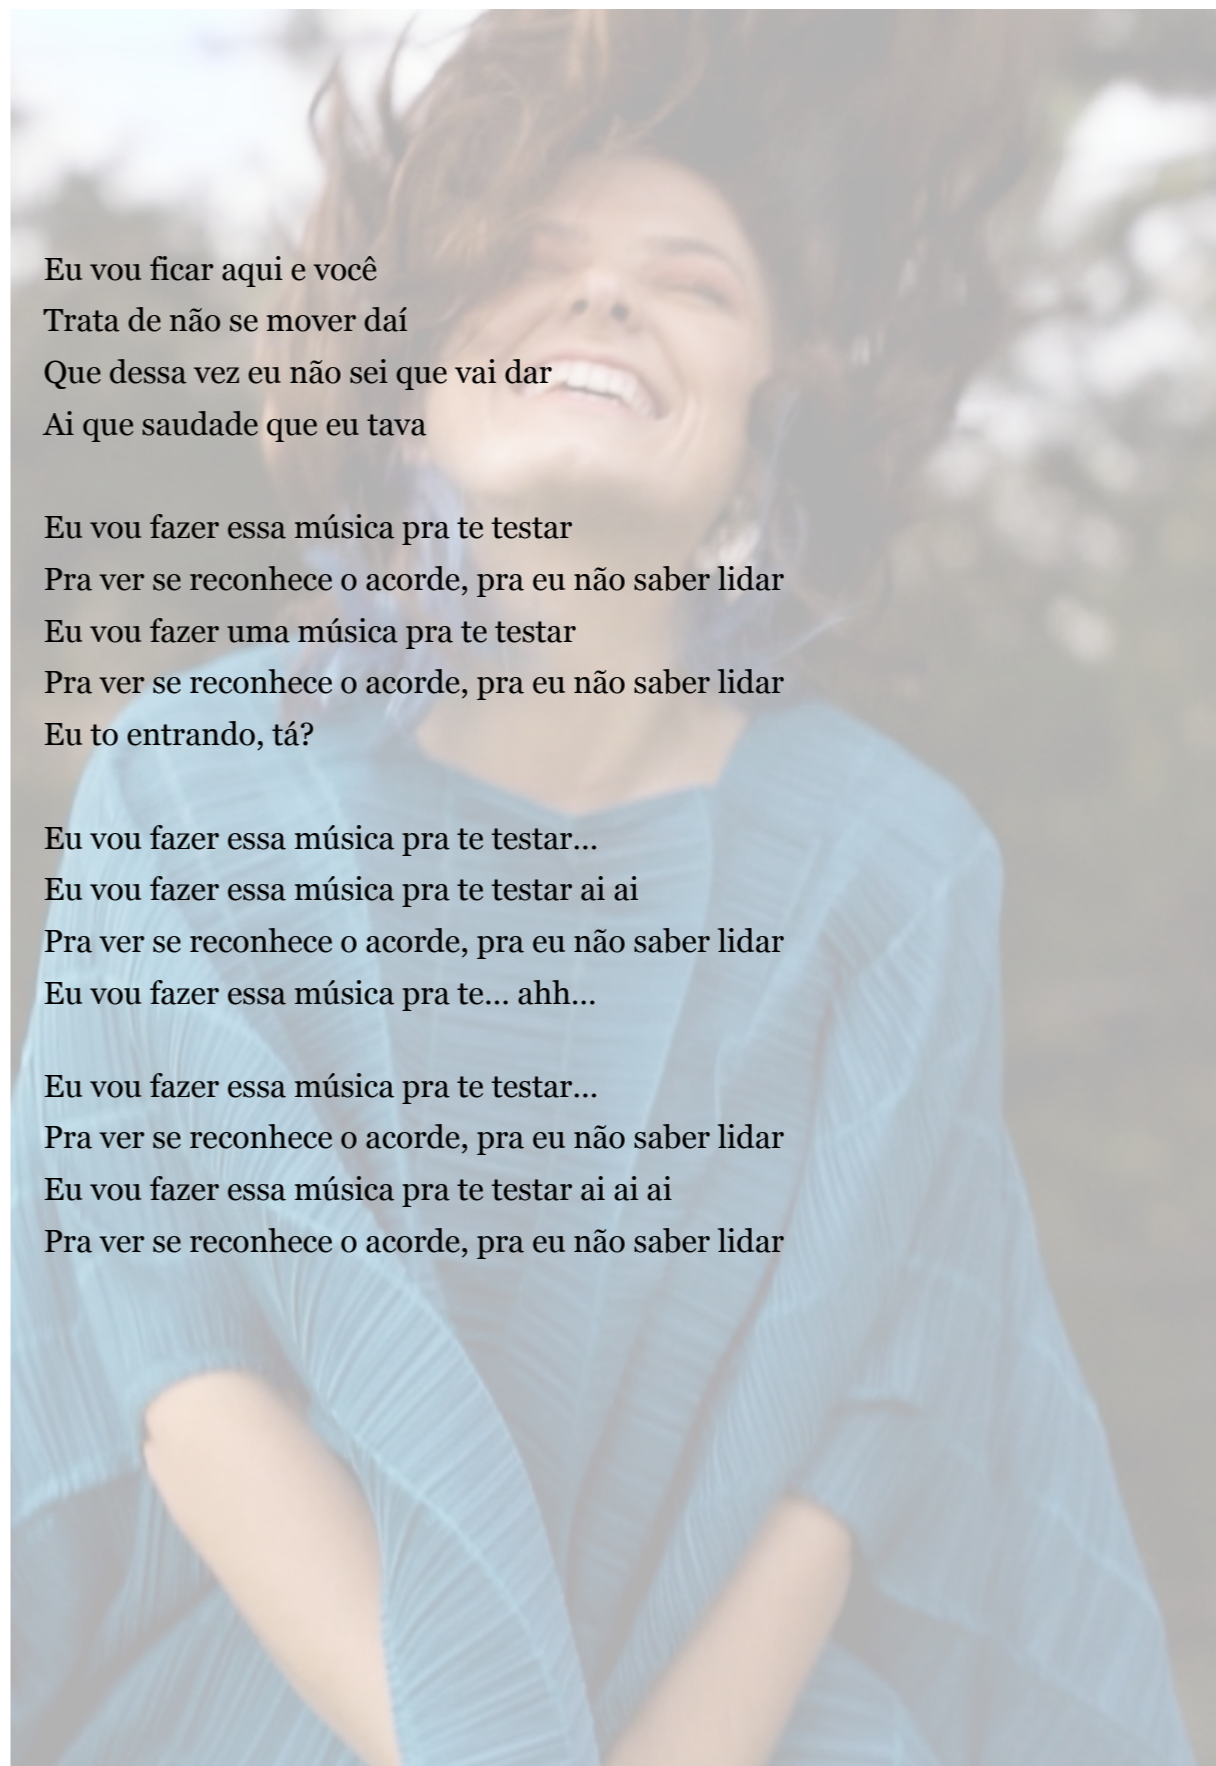 Eu vou ficar aqui e você
Trata de não se mover daí
Que dessa vez eu não sei que vai dar
Ai que saudade que eu tava
Eu vou fazer essa música pra te testar
Pra ver se reconhece o acorde, pra eu não saber lidar
Eu vou fazer uma música pra te testar
Pra ver se reconhece o acorde, pra eu não saber lidar
Eu to entrando, tá?
Eu vou fazer essa música pra te testar...
Eu vou fazer essa música pra te testar ai ai
Pra ver se reconhece o acorde, pra eu não saber lidar
Eu vou fazer essa música pra te... ahh...
Eu vou fazer essa música pra te testar...
Pra ver se reconhece o acorde, pra eu não saber lidar
Eu vou fazer essa música pra te testar ai ai ai
Pra ver se reconhece o acorde, pra eu não saber lidar